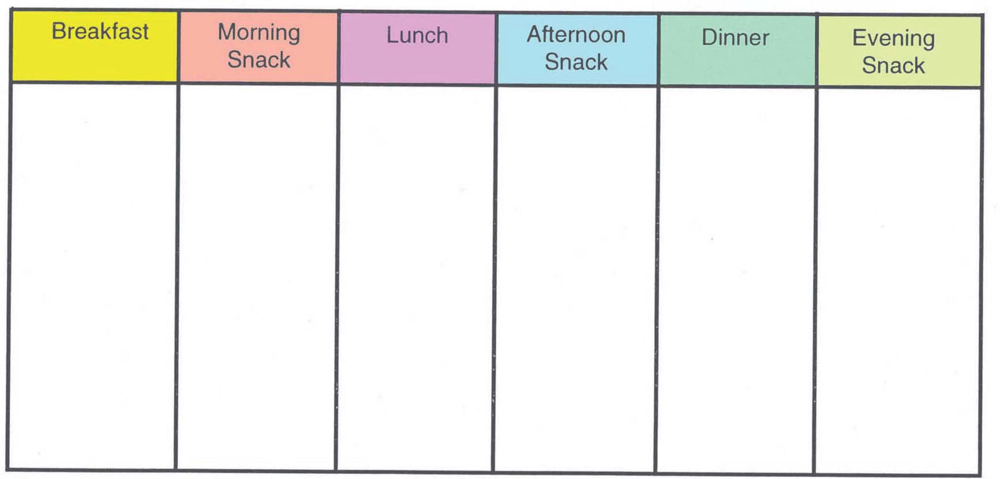 Breakfast
Morning
Snack
Lunch
Afternoon
Snack
Dinner
Evening
Snack